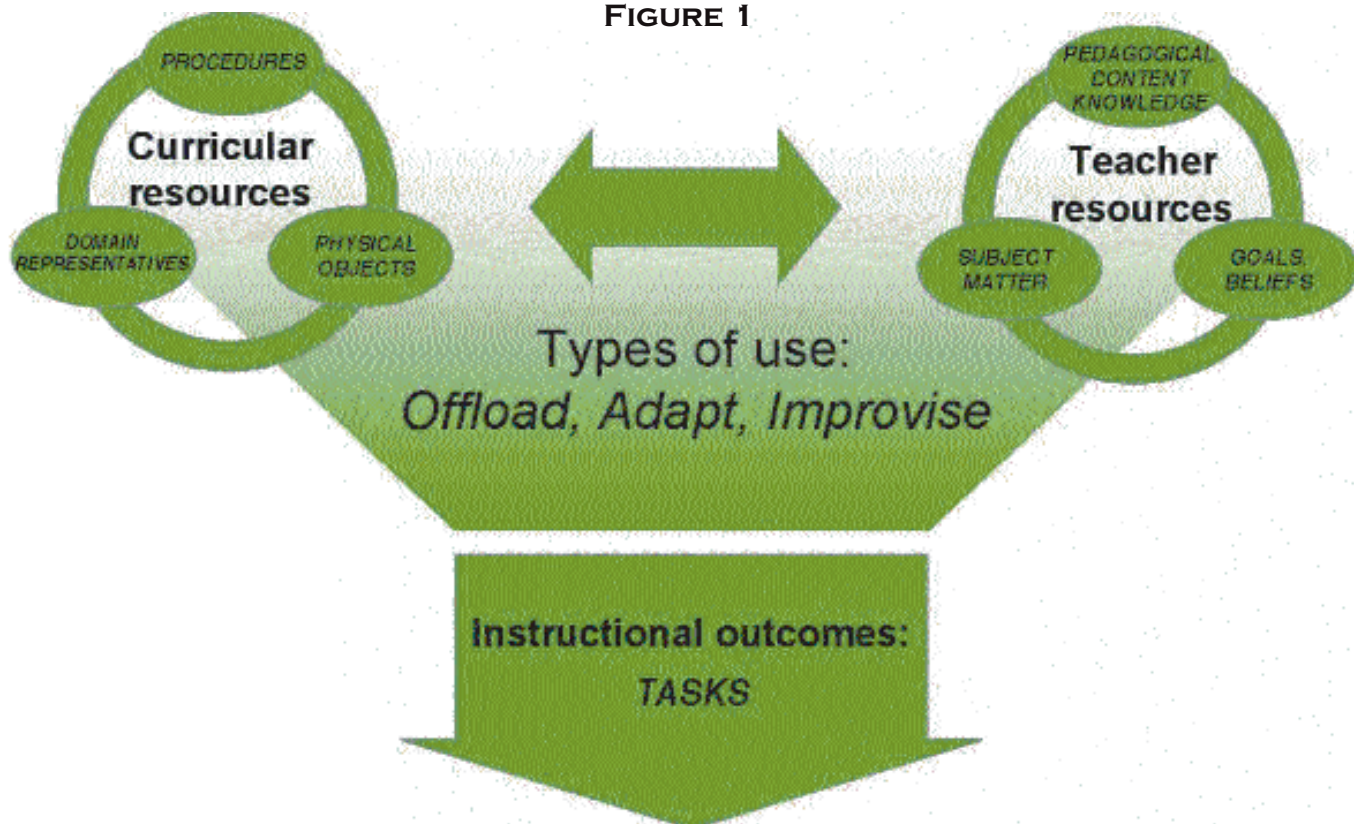 FIGURE 1
PROCEDURES
Curricular
resources
DOMAIN
REPRESENTATIVES
PHYSICAL
OBJECTS
PEDAGOGICAL
CONTENT
KNOWLEDGE
Teacher
resources
SUBJECT
MATTER
GOALS,
BELIEFS
Types of use:
Offload, Adapt, Improvise
Instructional outcomes:
TASKS